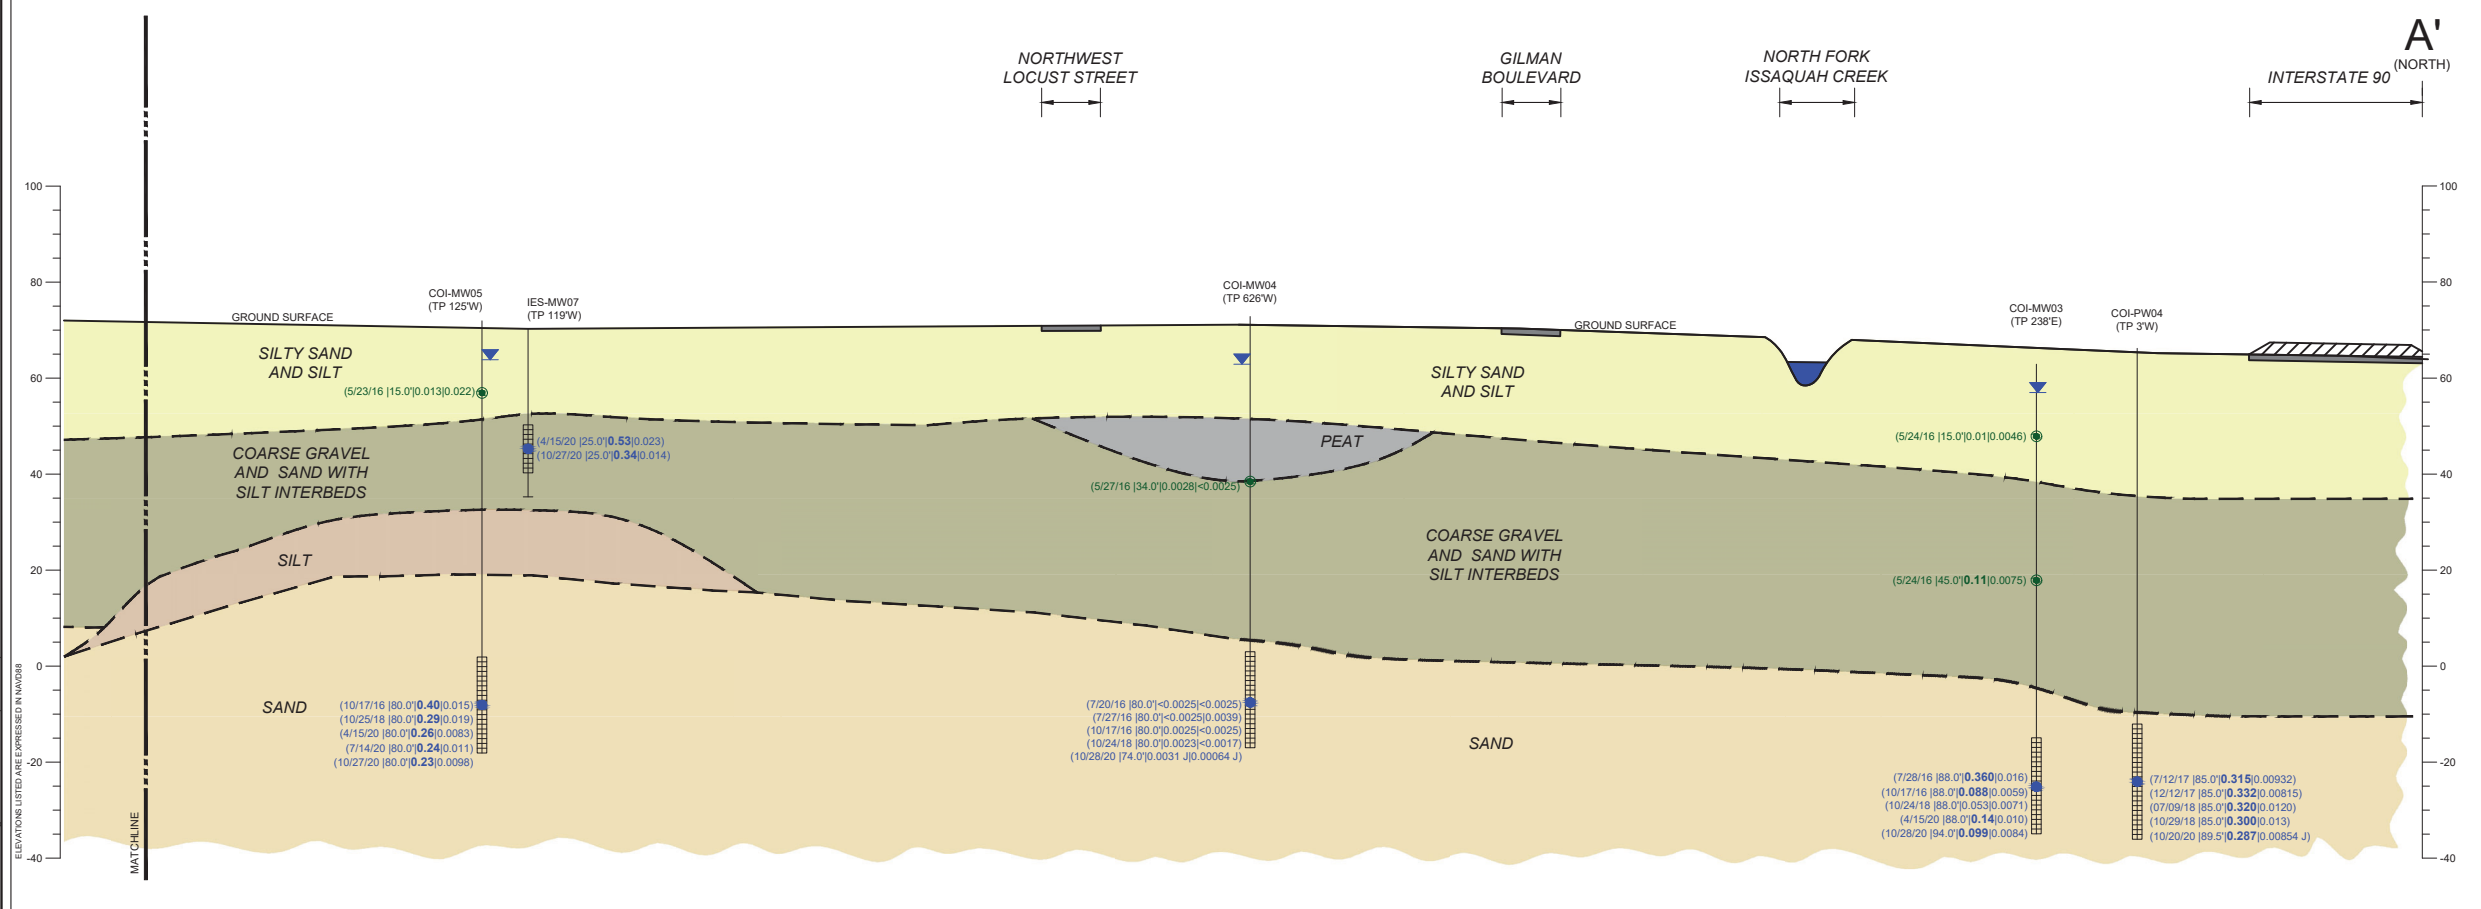 A'
(NORTH)
NORTHWEST
LOCUST STREET
GILMAN
BOULEVARD
NORTH FORK
ISSAQUAH CREEK
INTERSTATE 90
100
80
60
40
20
0
-20
-40
100
80
60
40
20
0
-20
-40
ELEVATIONS LISTED ARE EXPRESSED IN NAVD88
MATCHLINE
GROUND SURFACE
COI-MW05
(TP 125'W)
IES-MW07
(TP 119'W)
COI-MW04
(TP 626'W)
GROUND SURFACE
COI-MW03
(TP 238'E)
COI-PW04
(TP 3'W)
SILTY SAND
AND SILT
(5/23/16 |15.0'|0.013|0.022)
COARSE GRAVEL
AND SAND WITH
SILT INTERBEDS
(4/15/20 |25.0'|0.53|0.023)
(10/27/20 |25.0'|0.34|0.014)
SILT
SAND
(10/17/16 |80.0'|0.40|0.015)
(10/25/18 |80.0'|0.29|0.019)
(4/15/20 |80.0'|0.26|0.0083)
(7/14/20 |80.0'|0.24|0.011)
(10/27/20 |80.0'|0.23|0.0098)
PEAT
(5/27/16 |34.0'|0.0028|<0.0025)
(7/20/16 |80.0'|<0.0025|<0.0025)
(7/27/16 |80.0'|<0.0025|0.0039)
(10/17/16 |80.0'|0.0025|<0.0025)
(10/24/18 |80.0'|0.0023|<0.0017)
(10/28/20 |74.0'|0.0031 J|0.00064 J)
SILTY SAND
AND SILT
COARSE GRAVEL
AND SAND WITH
SILT INTERBEDS
SAND
(5/24/16 |15.0'|0.01|0.0046)
(5/24/16 |45.0'|0.11|0.0075)
(7/28/16 |88.0'|0.360|0.016)
(10/17/16 |88.0'|0.088|0.0059)
(10/24/18 |88.0'|0.053|0.0071)
(4/15/20 |88.0'|0.14|0.010)
(10/28/20 |94.0'|0.099|0.0084)
(7/12/17 |85.0'|0.315|0.00932)
(12/12/17 |85.0'|0.332|0.00815)
(07/09/18 |85.0'|0.320|0.0120)
(10/29/18 |85.0'|0.300|0.013)
(10/20/20 |89.5'|0.287|0.00854 J)